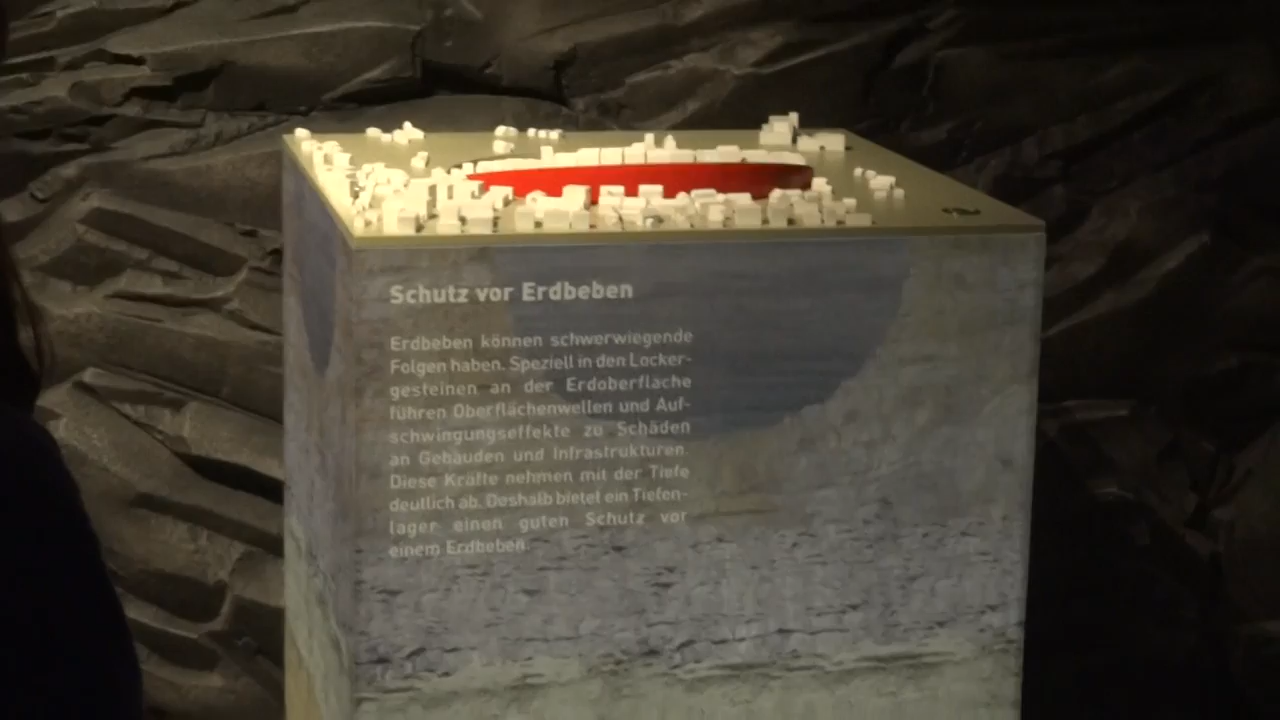 Schutz vor Erdbeben
Erdbeben können schwerwiegende
Folgen haben. Speziell in den Locker-
gesteinen an der Erdoberfläche
führen Oberflächenwellen und Auf-
schwingungseffekte zu Schäden
an Gebäuden und Infrastrukturen.
Diese Kräfte nehmen mit der Tiefe
deutlich ab. Deshalb bietet ein Tiefen-
lager einen guten Schutz vor
einem Erdbeben.